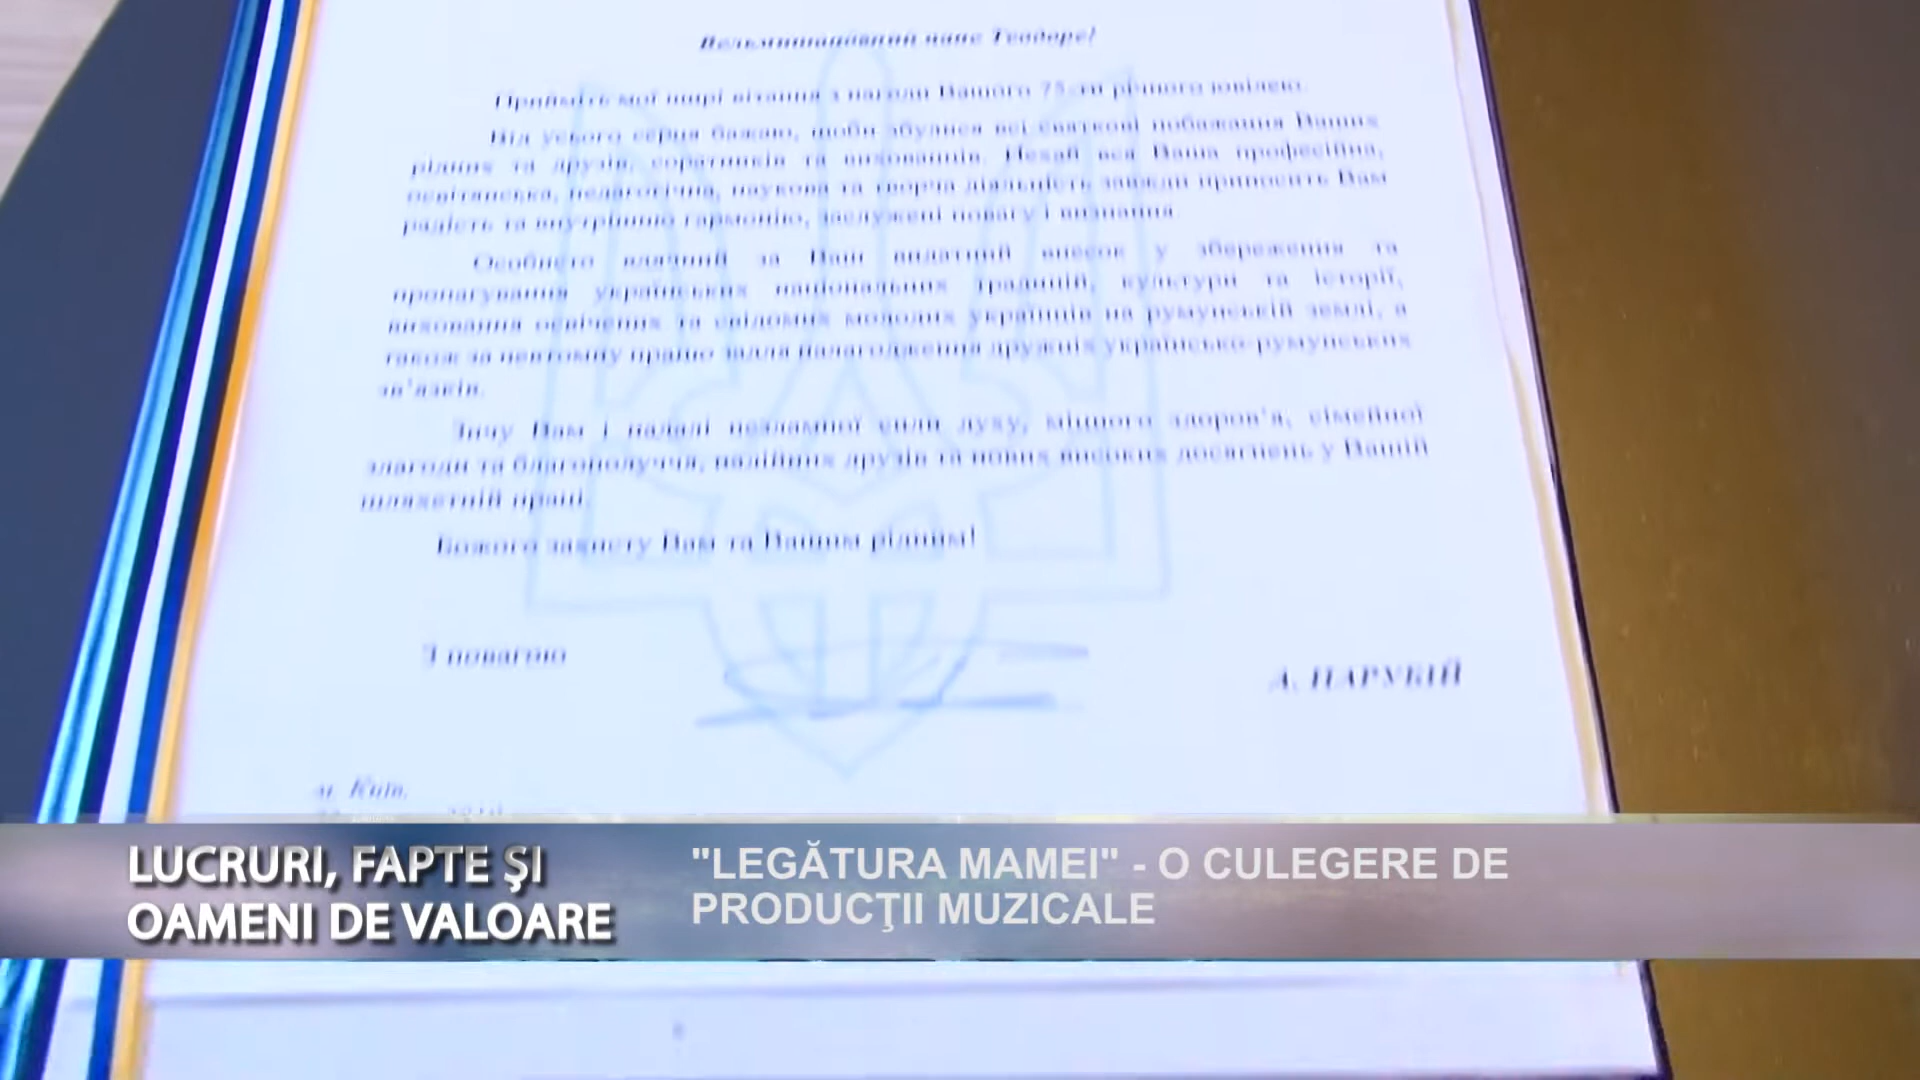 Вельмишановний пане Теодоре!
Прийміть мої щирі вітання з нагоди Вашого 75-ти річного ювілею.
Від усього серця бажаю, щоби збулися всі святкові побажання Ваших
рідних та друзів, соратників та вихованців. Нехай вся Ваша професійна,
освітянська, педагогічна, наукова та творча діяльність завжди приносить Вам
радість та внутрішню гармонію, заслужені повагу і визнання.
Особисто вдячний за Ваш видатний внесок у збереження та
пропагування українських національних традицій, культури та історії,
виховання освічених та свідомих молодих українців на румунській землі, а
також за невтомну працю задля налагодження дружніх українсько-румунських
зв'язків.
Зичу Вам і надалі незламної сили духу, міцного здоров'я, сімейної
злагоди та благополуччя, надійних друзів та нових високих досягнень у Вашій
шляхетній праці.
Божого захисту Вам та Вашим рідним!
З повагою
А. ПАРУБІЙ
м. Київ,
LUCRURI, FAPTE ŞI
OAMENI DE VALOARE
"LEGĂTURA MAMEI" - O CULEGERE DE
PRODUCŢII MUZICALE